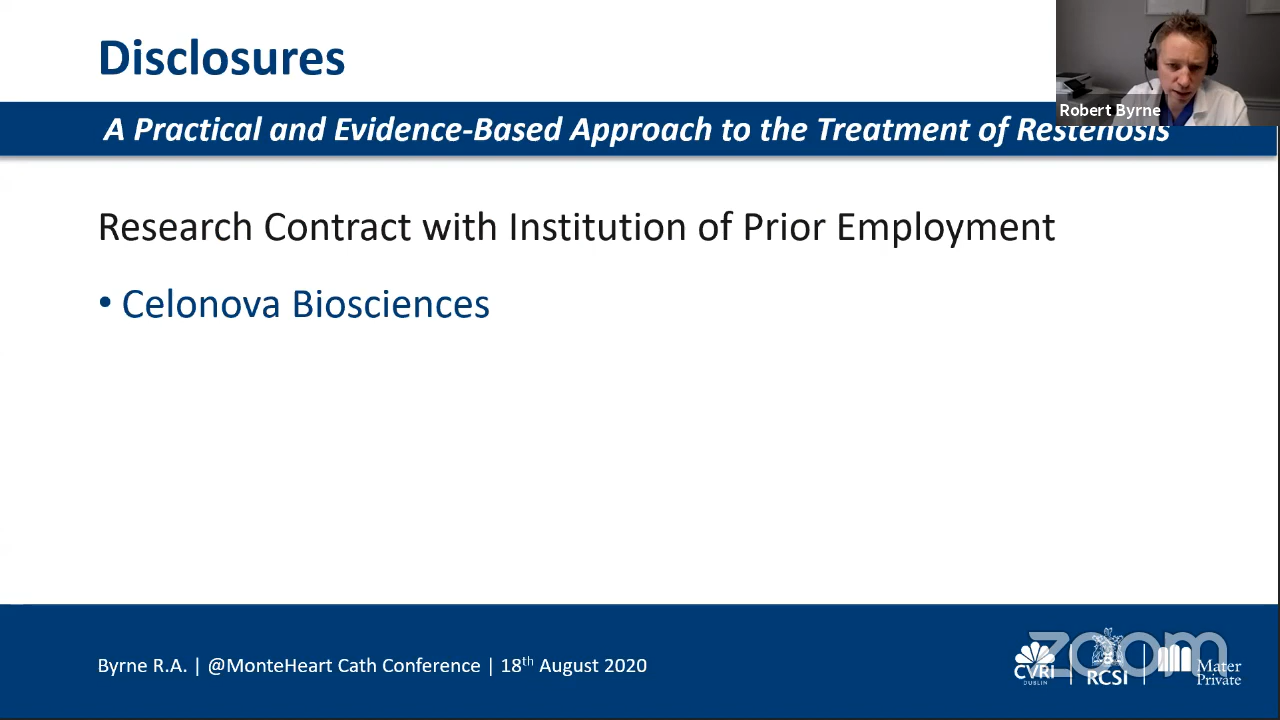 Disclosures
Robert Byrne
A Practical and Evidence-Based Approach to the Treatment of Restenosis
Research Contract with Institution of Prior Employment
• Celonova Biosciences
Byrne R.A. | @MonteHeart Cath Conference | 18th August 2020
zoom
CVRI
DUBLIN
RCSI
Mater
Private